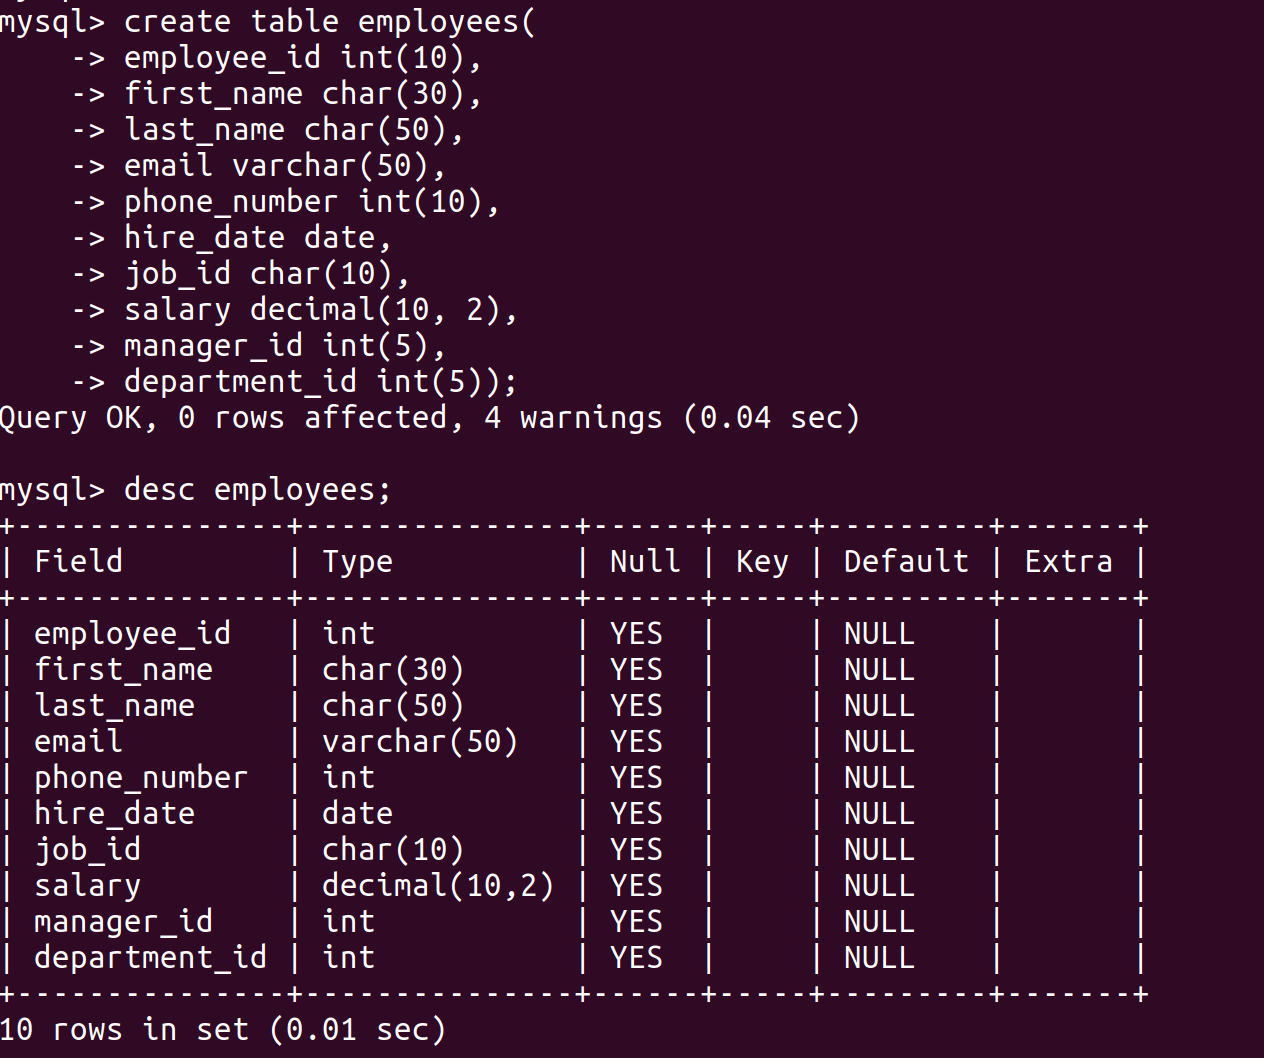 mysql> create table employees(
    -> employee_id int(10),
    -> first_name char(30),
    -> last_name char(50),
    -> email varchar(50),
    -> phone_number int(10),
    -> hire_date date,
    -> job_id char(10),
    -> salary decimal(10, 2),
    -> manager_id int(5),
    -> department_id int(5));
Query OK, 0 rows affected, 4 warnings (0.04 sec)

mysql> desc employees;
+---------------+---------------+------+-----+---------+-------+
| Field         | Type          | Null | Key | Default | Extra |
+---------------+---------------+------+-----+---------+-------+
| employee_id   | int           | YES  |     | NULL    |       |
| first_name    | char(30)      | YES  |     | NULL    |       |
| last_name     | char(50)      | YES  |     | NULL    |       |
| email         | varchar(50)   | YES  |     | NULL    |       |
| phone_number  | int           | YES  |     | NULL    |       |
| hire_date     | date          | YES  |     | NULL    |       |
| job_id        | char(10)      | YES  |     | NULL    |       |
| salary        | decimal(10,2) | YES  |     | NULL    |       |
| manager_id    | int           | YES  |     | NULL    |       |
| department_id | int           | YES  |     | NULL    |       |
+---------------+---------------+------+-----+---------+-------+
10 rows in set (0.01 sec)